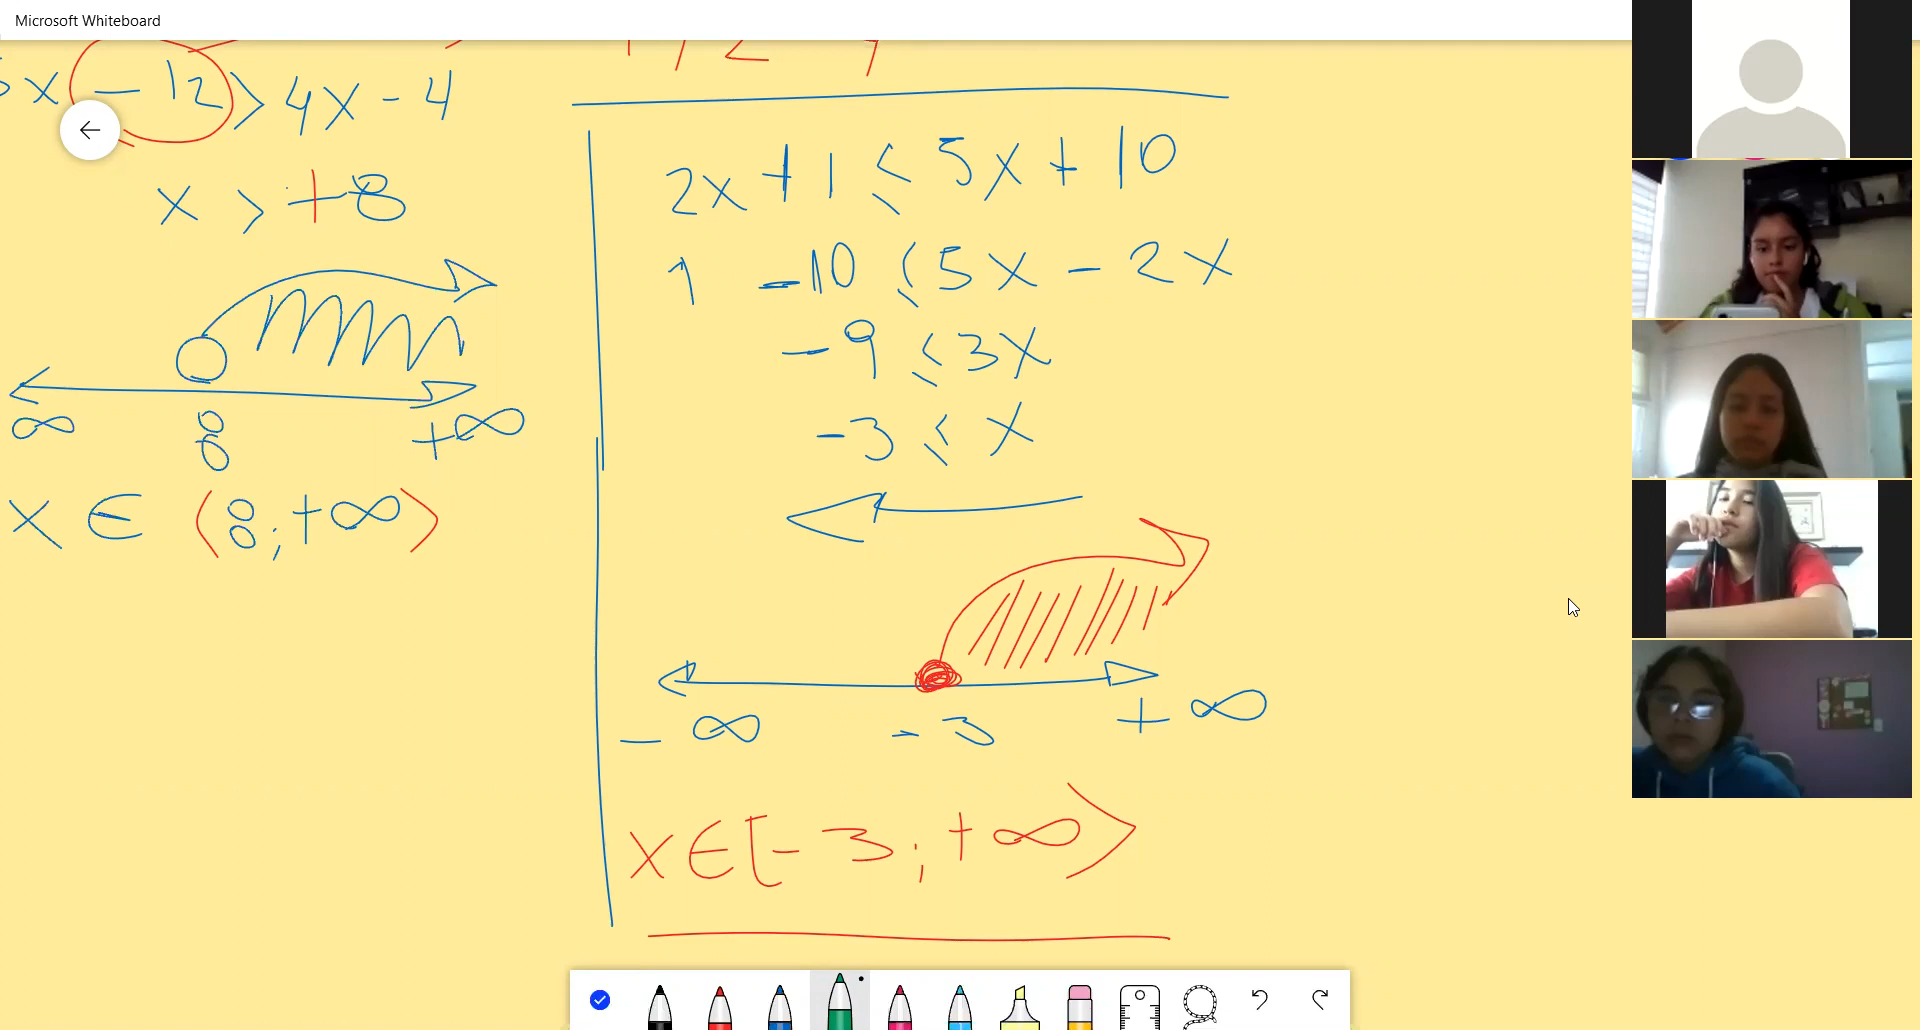 Microsoft Whiteboard
x - 12 > 4x - 4
x > +8
∞ 8 +∞
x ∈ ⟨8; +∞⟩
2x + 1 ≤ 5x + 10
1 - 10 ≤ 5x - 2x
-9 ≤ 3x
-3 ≤ x
- ∞ -3 + ∞
x ∈ [-3; +∞⟩